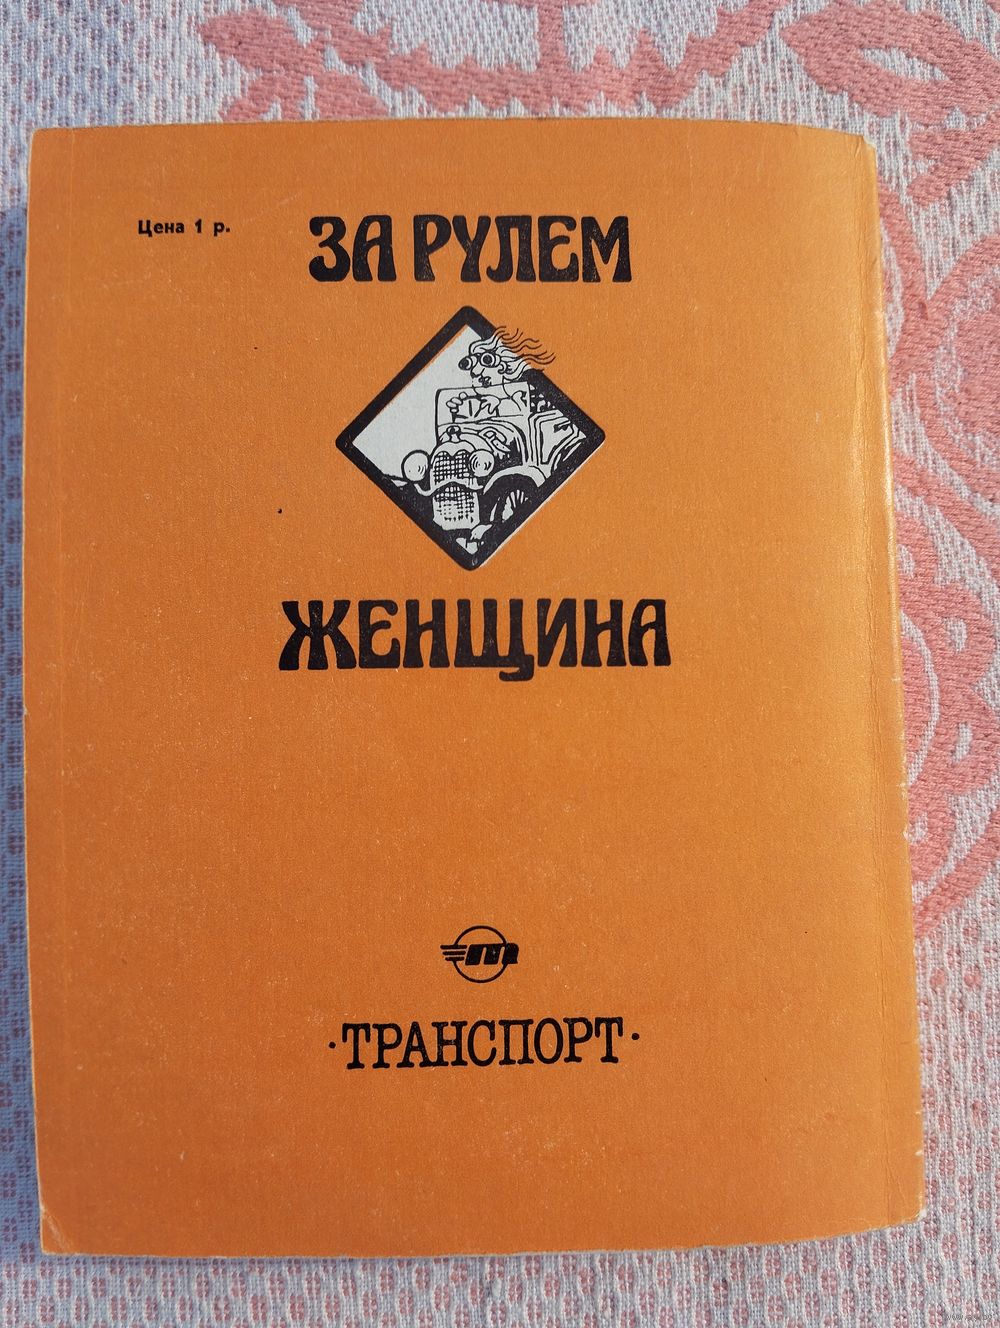 Цена 1 р.
ЗА РУЛЕМ
ЖЕНЩИНА
т
·ТРАНСПОРТ·